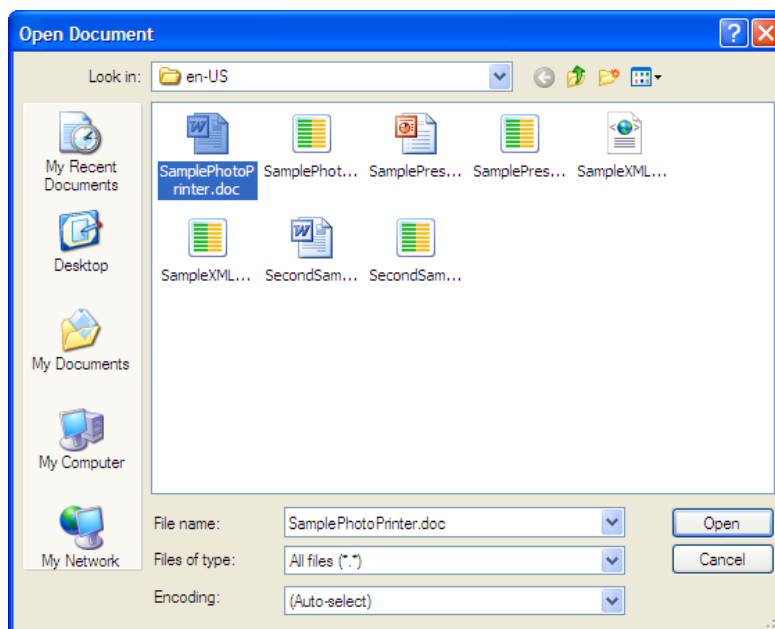 Open Document
Look in:
en-US
My Recent
Documents
Desktop
My Documents
My Computer
My Network
SamplePhotoP
rinter.doc
SamplePhot...
SamplePres...
SamplePres...
SampleXML...
SampleXML...
SecondSam...
SecondSam...
File name:
SamplePhotoPrinter.doc
Open
Files of type:
All files (*.*)
Cancel
Encoding:
(Auto-select)